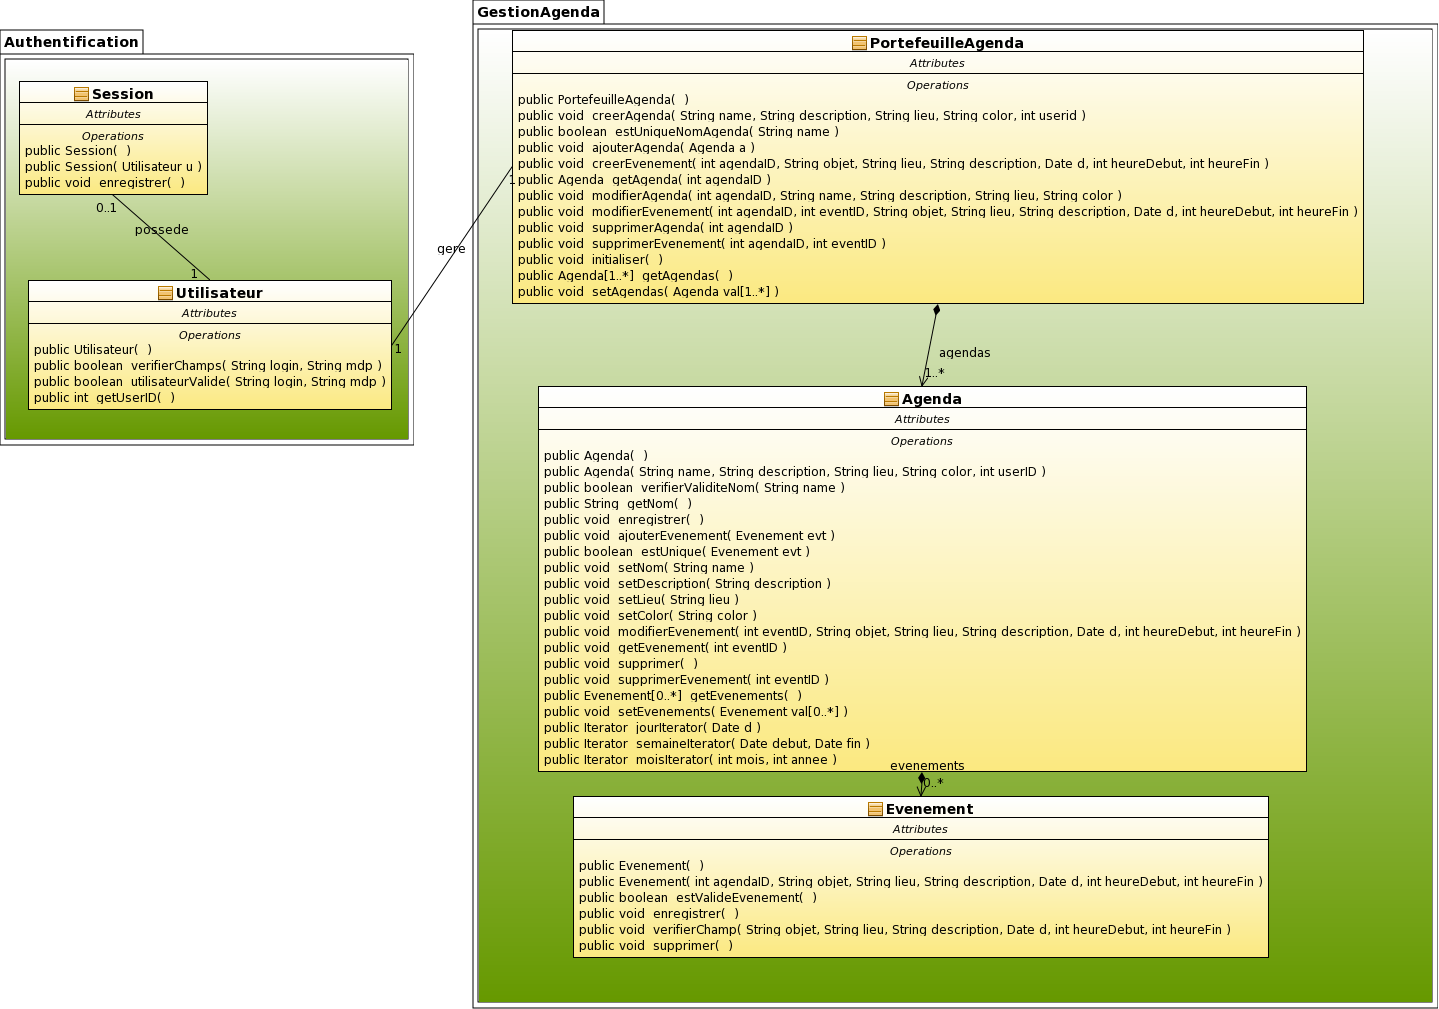 Authentification
Session
Attributes
Operations
public Session(  )
public Session( Utilisateur u )
public void  enregistrer(  )
0..1
possede
1
Utilisateur
Attributes
Operations
public Utilisateur(  )
public boolean  verifierChamps( String login, String mdp )
public boolean  utilisateurValide( String login, String mdp )
public int  getUserID(  )
1
gere
1
GestionAgenda
PortefeuilleAgenda
Attributes
Operations
public PortefeuilleAgenda(  )
public void  creerAgenda( String name, String description, String lieu, String color, int userid )
public boolean  estUniqueNomAgenda( String name )
public void  ajouterAgenda( Agenda a )
public void  creerEvenement( int agendaID, String objet, String lieu, String description, Date d, int heureDebut, int heureFin )
public Agenda  getAgenda( int agendaID )
public void  modifierAgenda( int agendaID, String name, String description, String lieu, String color )
public void  modifierEvenement( int agendaID, int eventID, String objet, String lieu, String description, Date d, int heureDebut, int heureFin )
public void  supprimerAgenda( int agendaID )
public void  supprimerEvenement( int agendaID, int eventID )
public void  initialiser(  )
public Agenda[1..*]  getAgendas(  )
public void  setAgendas( Agenda val[1..*] )
agendas
1..*
Agenda
Attributes
Operations
public Agenda(  )
public Agenda( String name, String description, String lieu, String color, int userID )
public boolean  verifierValiditeNom( String name )
public String  getNom(  )
public void  enregistrer(  )
public void  ajouterEvenement( Evenement evt )
public boolean  estUnique( Evenement evt )
public void  setNom( String name )
public void  setDescription( String description )
public void  setLieu( String lieu )
public void  setColor( String color )
public void  modifierEvenement( int eventID, String objet, String lieu, String description, Date d, int heureDebut, int heureFin )
public void  getEvenement( int eventID )
public void  supprimer(  )
public void  supprimerEvenement( int eventID )
public Evenement[0..*]  getEvenements(  )
public void  setEvenements( Evenement val[0..*] )
public Iterator  jourIterator( Date d )
public Iterator  semaineIterator( Date debut, Date fin )
public Iterator  moisIterator( int mois, int annee )
evenements
0..*
Evenement
Attributes
Operations
public Evenement(  )
public Evenement( int agendaID, String objet, String lieu, String description, Date d, int heureDebut, int heureFin )
public boolean  estValideEvenement(  )
public void  enregistrer(  )
public void  verifierChamp( String objet, String lieu, String description, Date d, int heureDebut, int heureFin )
public void  supprimer(  )